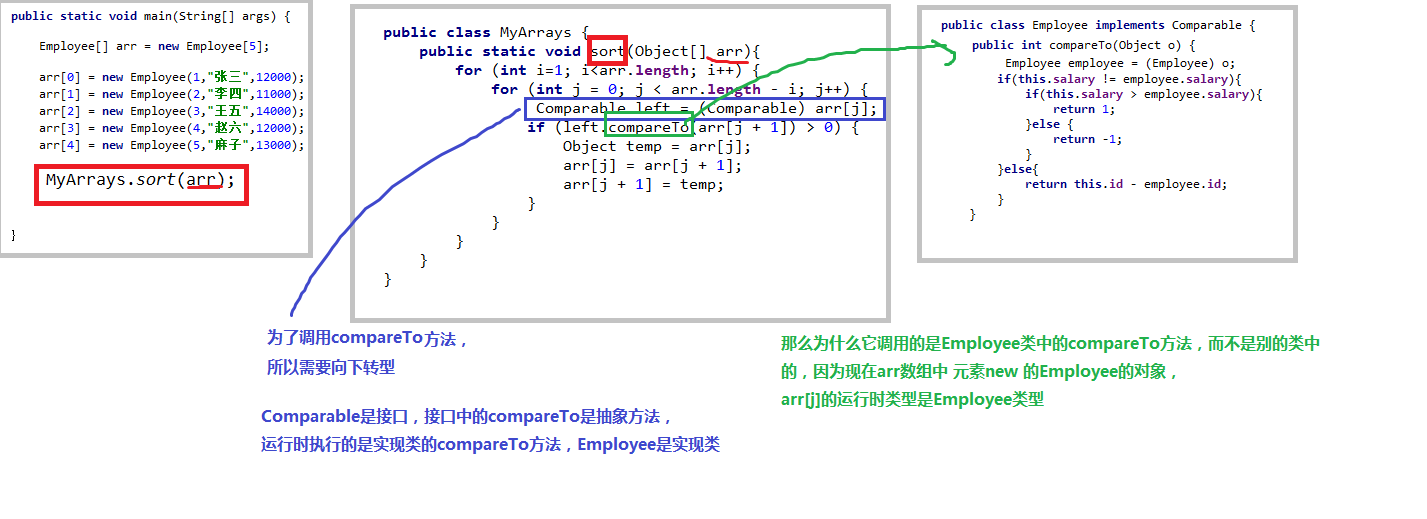 public static void main(String[] args) {
Employee[] arr = new Employee[5];
arr[0] = new Employee(1,"张三",12000);
arr[1] = new Employee(2,"李四",11000);
arr[2] = new Employee(3,"王五",14000);
arr[3] = new Employee(4,"赵六",12000);
arr[4] = new Employee(5,"麻子",13000);
MyArrays.sort(arr);
}
public class MyArrays {
public static void sort(Object[] arr){
for (int i=1; i<arr.length; i++) {
for (int j = 0; j < arr.length - i; j++) {
Comparable left = (Comparable) arr[j];
if (left.compareTo(arr[j + 1]) > 0) {
Object temp = arr[j];
arr[j] = arr[j + 1];
arr[j + 1] = temp;
}
}
}
}
}
public class Employee implements Comparable {
public int compareTo(Object o) {
Employee employee = (Employee) o;
if(this.salary != employee.salary){
if(this.salary > employee.salary){
return 1;
}else {
return -1;
}
}else{
return this.id - employee.id;
}
}
为了调用compareTo方法，
所以需要向下转型
Comparable是接口，接口中的compareTo是抽象方法，
运行时执行的是实现类的compareTo方法，Employee是实现类
那么为什么它调用的是Employee类中的compareTo方法，而不是别的类中
的，因为现在arr数组中 元素new 的Employee的对象，
arr[j]的运行时类型是Employee类型